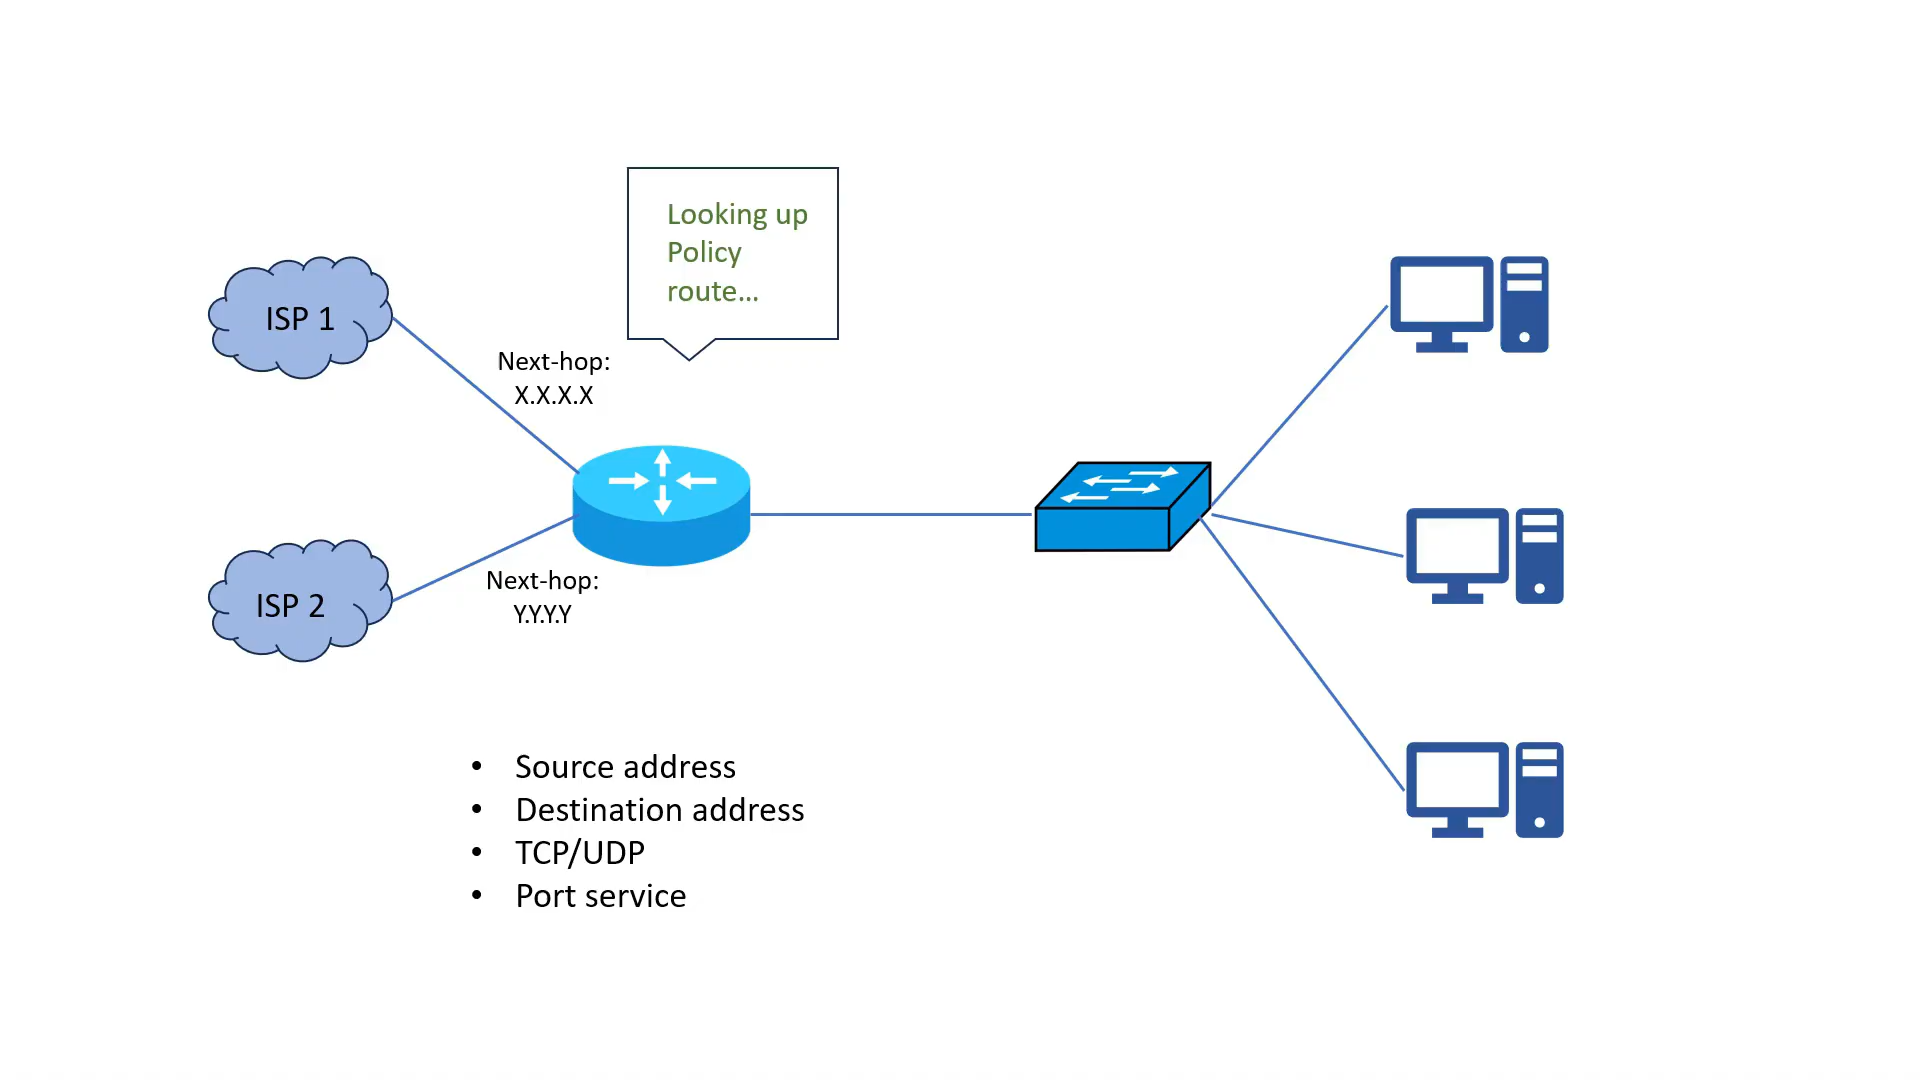 Looking up
Policy
route...
ISP 1
Next-hop:
X.X.X.X
ISP 2
Next-hop:
Y.Y.Y.Y
• Source address
• Destination address
• TCP/UDP
• Port service